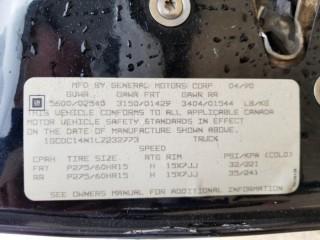 MFD BY GENERAL MOTORS CORP 04/90
GVWR GAWR FRT GAWR RR
GM 5600/02540 3150/01429 3404/01544 LB/KG
THIS VEHICLE CONFORMS TO ALL APPLICABLE CANADA
MOTOR VEHICLE SAFETY STANDARDS IN EFFECT
ON THE DATE OF MANUFACTURE SHOWN ABOVE
1GCDC14N1LZ232773 TRUCK
SPEED
CPAH TIRE SIZE RTG RIM PSI/KPA (COLD)
FRT P275/60HR15 H 15X7JJ 32/221
RR P275/60HR15 H 15X7JJ 35/241
SEE OWNERS MANUAL FOR ADDITIONAL INFORMATION